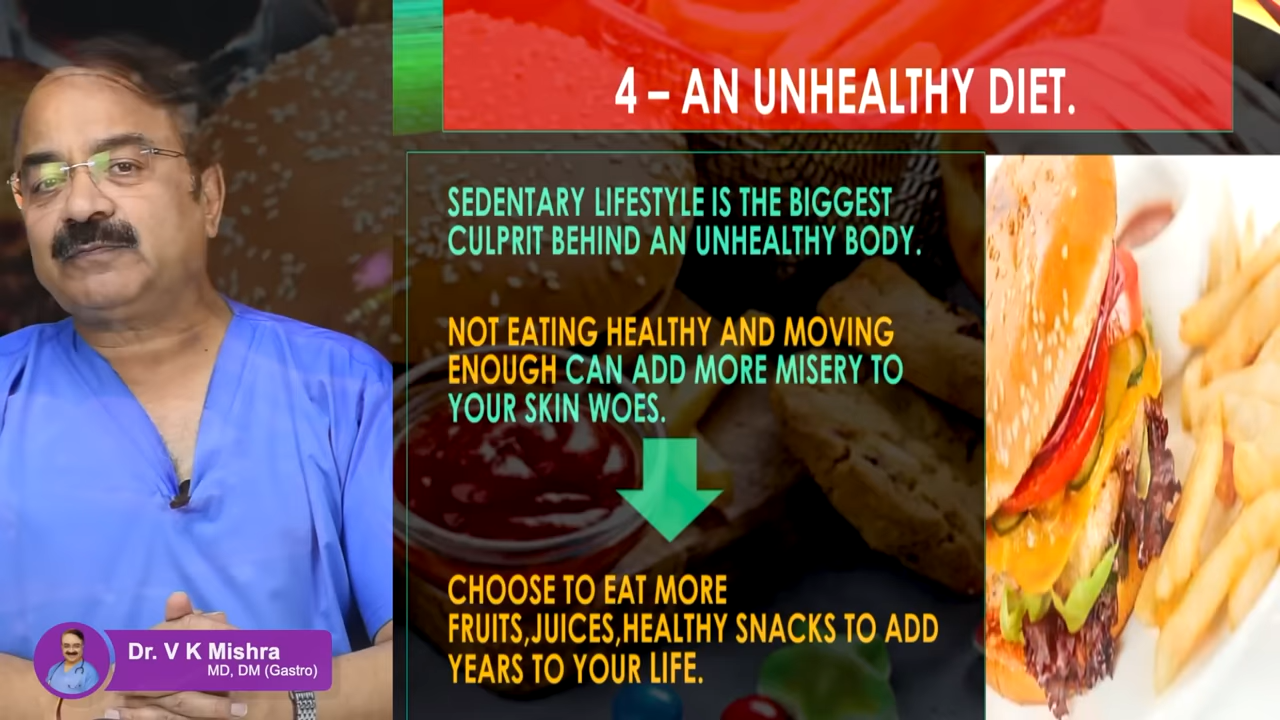 4 – AN UNHEALTHY DIET.
SEDENTARY LIFESTYLE IS THE BIGGEST
CULPRIT BEHIND AN UNHEALTHY BODY.
NOT EATING HEALTHY AND MOVING
ENOUGH CAN ADD MORE MISERY TO
YOUR SKIN WOES.
CHOOSE TO EAT MORE
FRUITS,JUICES,HEALTHY SNACKS TO ADD
YEARS TO YOUR LIFE.
Dr. V K Mishra
MD, DM (Gastro)